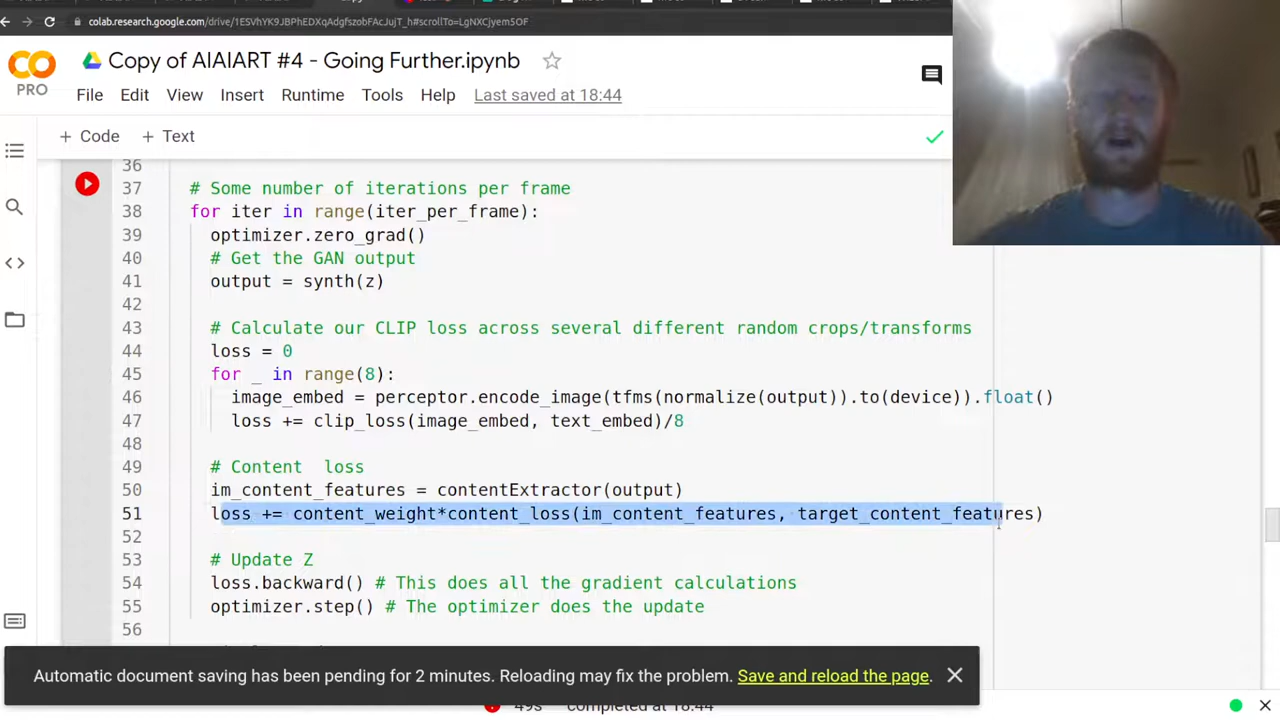 colab.research.google.com/drive/1ESVhYK9JBPhEDXqAdgfszobFAcJujT_h#scrollTo=LgNXCjyem5OF
Copy of AIAIART #4 - Going Further.ipynb
PRO
File Edit View Insert Runtime Tools Help Last saved at 18:44
+ Code + Text
36
37 # Some number of iterations per frame
38 for iter in range(iter_per_frame):
39 optimizer.zero_grad()
40 # Get the GAN output
41 output = synth(z)
42
43 # Calculate our CLIP loss across several different random crops/transforms
44 loss = 0
45 for _ in range(8):
46 image_embed = perceptor.encode_image(tfms(normalize(output)).to(device)).float()
47 loss += clip_loss(image_embed, text_embed)/8
48
49 # Content  loss
50 im_content_features = contentExtractor(output)
51 loss += content_weight*content_loss(im_content_features, target_content_features)
52
53 # Update Z
54 loss.backward() # This does all the gradient calculations
55 optimizer.step() # The optimizer does the update
56
Automatic document saving has been pending for 2 minutes. Reloading may fix the problem. Save and reload the page.
49s completed at 18:44